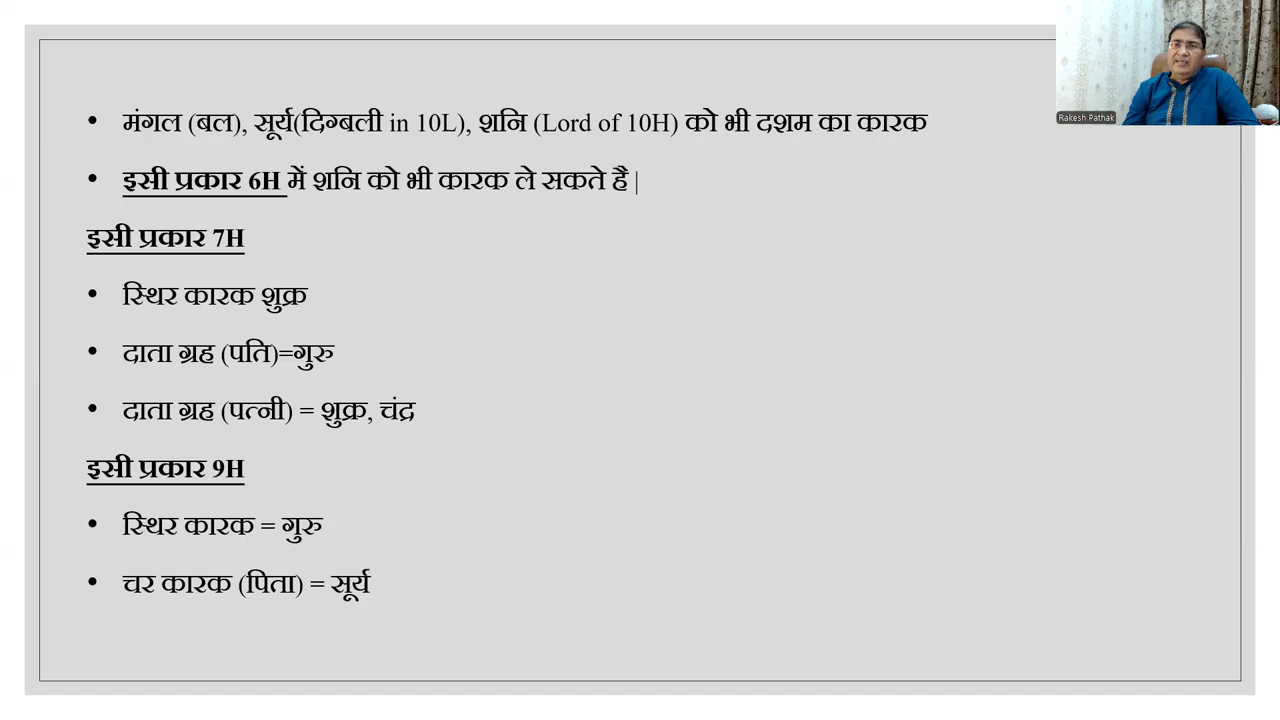 • मंगल (बल), सूर्य(दिग्बली in 10L), शनि (Lord of 10H) को भी दशम का कारक
Rakesh Pathak
• इसी प्रकार 6H में शनि को भी कारक ले सकते है |
इसी प्रकार 7H
• स्थिर कारक शुक्र
• दाता ग्रह (पति)=गुरु
• दाता ग्रह (पत्नी) = शुक्र, चंद्र
इसी प्रकार 9H
• स्थिर कारक = गुरु
• चर कारक (पिता) = सूर्य